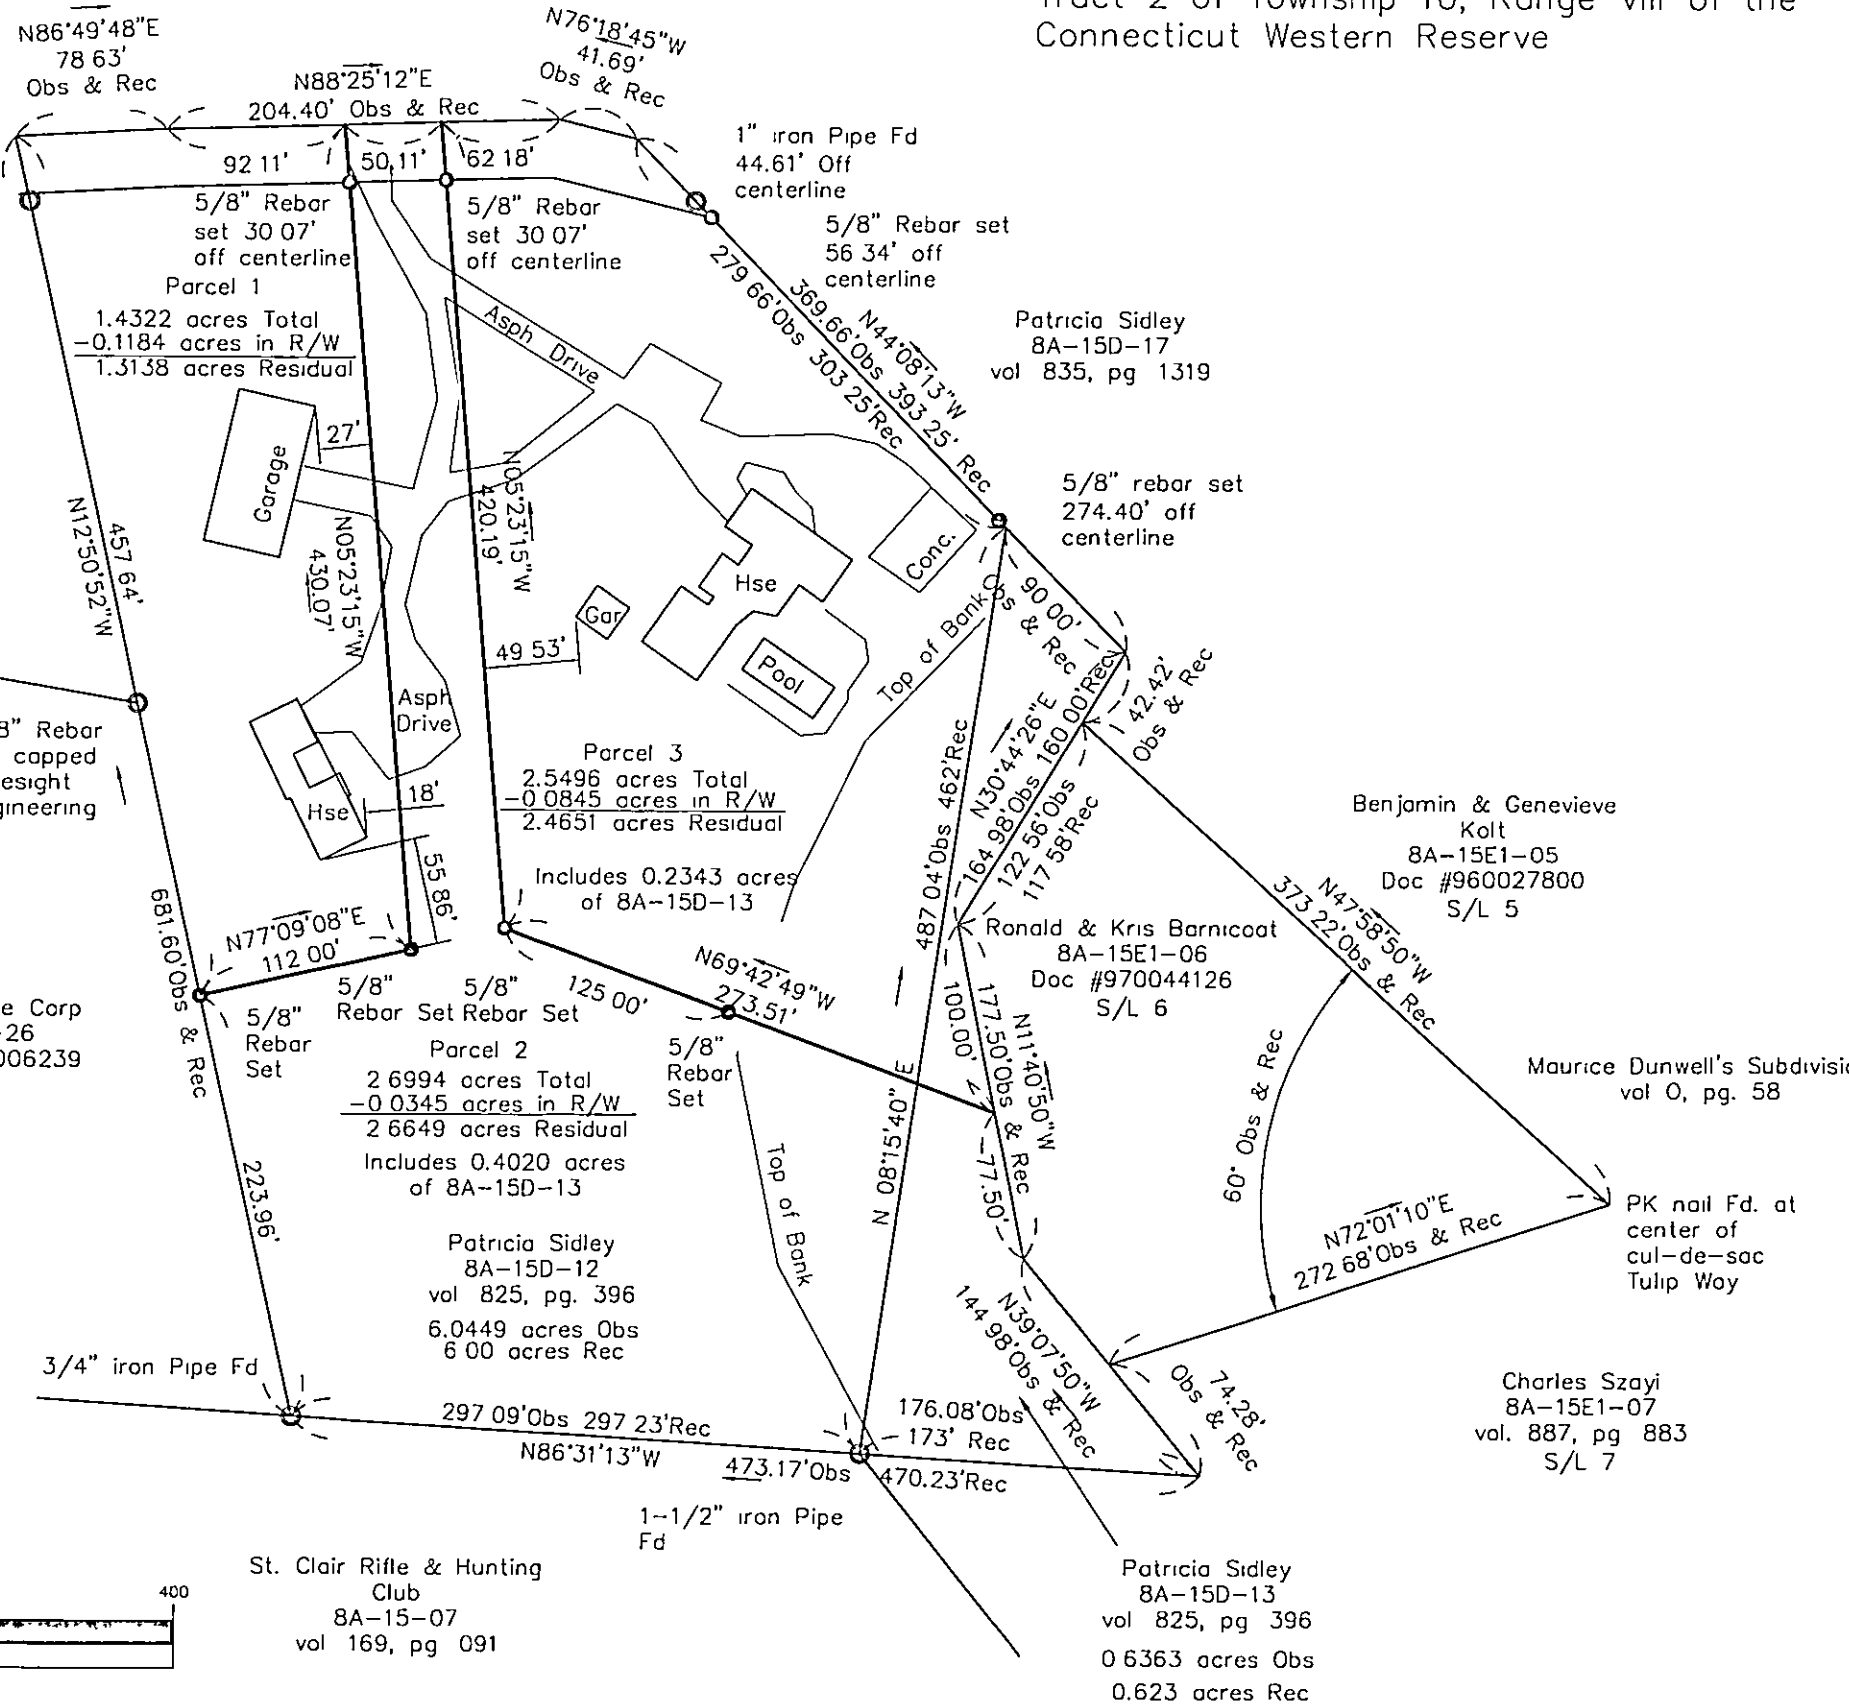 Tract 2 of Township 10, Range VIII of the
Connecticut Western Reserve
N86°49'48"E
78 63'
Obs & Rec
N88°25'12"E
204.40' Obs & Rec
N76°18'45"W
41.69'
Obs & Rec
92 11'
50.11'
62 18'
1" iron Pipe Fd
44.61' Off
centerline
5/8" Rebar
set 30 07'
off centerline
5/8" Rebar
set 30 07'
off centerline
5/8" Rebar set
56 34' off
centerline
Parcel 1
1.4322 acres Total
-0.1184 acres in R/W
1.3138 acres Residual
Asph Drive
279 66'Obs 303 25'Rec
369.66'Obs 393 25' Rec
N44°08'13"W
Patricia Sidley
8A-15D-17
vol 835, pg 1319
Garage
27'
N05°23'15"W
420.19'
N05°23'15"W
430.07'
457 64'
N12°50'52"W
5/8" rebar set
274.40' off
centerline
Conc.
Hse
Gar
Pool
49 53'
Top of Bank
90 00'
Obs & Rec
42.42'
Obs & Rec
8" Rebar
capped
esight
gineering
Asph
Drive
Hse
18'
55 86'
Parcel 3
2.5496 acres Total
-0 0845 acres in R/W
2.4651 acres Residual
Includes 0.2343 acres
of 8A-15D-13
487 04'Obs 462'Rec
N 08°15'40" E
N30°44'26"E
164 98'Obs 160 00'Rec
122 56'Obs
117 58'Rec
Benjamin & Genevieve
Kolt
8A-15E1-05
Doc #960027800
S/L 5
N47°58'50"W
373 22'Obs & Rec
Ronald & Kris Barnicoat
8A-15E1-06
Doc #970044126
S/L 6
681.60'Obs & Rec
N77°09'08"E
112 00'
5/8"
Rebar
Set
5/8"
Rebar Set
5/8"
Rebar Set
125 00'
N69°42'49"W
273.51'
5/8"
Rebar
Set
e Corp
-26
006239
Parcel 2
2 6994 acres Total
-0 0345 acres in R/W
2 6649 acres Residual
Includes 0.4020 acres
of 8A-15D-13
100.00'
177.50'Obs & Rec
N11°40'50"W
77.50'
Maurice Dunwell's Subdivisi
vol O, pg. 58
60° Obs & Rec
N72°01'10"E
272 68'Obs & Rec
PK nail Fd. at
center of
cul-de-sac
Tulip Way
223.96'
Patricia Sidley
8A-15D-12
vol 825, pg. 396
6.0449 acres Obs
6 00 acres Rec
Top of Bank
3/4" iron Pipe Fd
N39°07'50"W
144 98'Obs & Rec
74.28'
Obs & Rec
Charles Szayi
8A-15E1-07
vol. 887, pg 883
S/L 7
297 09'Obs 297 23'Rec
N86°31'13"W
176.08'Obs
173' Rec
473.17'Obs 470.23'Rec
1-1/2" iron Pipe
Fd
St. Clair Rifle & Hunting
Club
8A-15-07
vol 169, pg 091
400
Patricia Sidley
8A-15D-13
vol 825, pg 396
0 6363 acres Obs
0.623 acres Rec